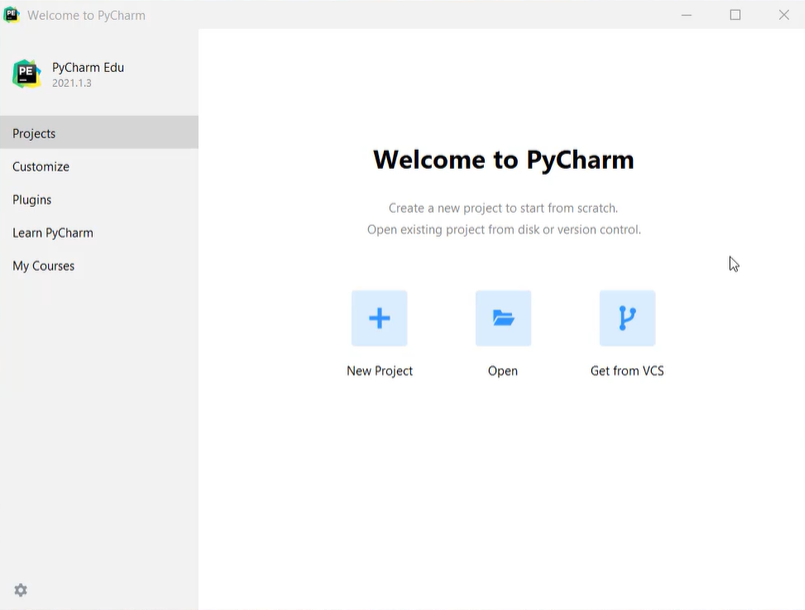 Welcome to PyCharm
PE
PyCharm Edu
2021.1.3
Projects
Customize
Plugins
Learn PyCharm
My Courses
Welcome to PyCharm
Create a new project to start from scratch.
Open existing project from disk or version control.
New Project
Open
Get from VCS